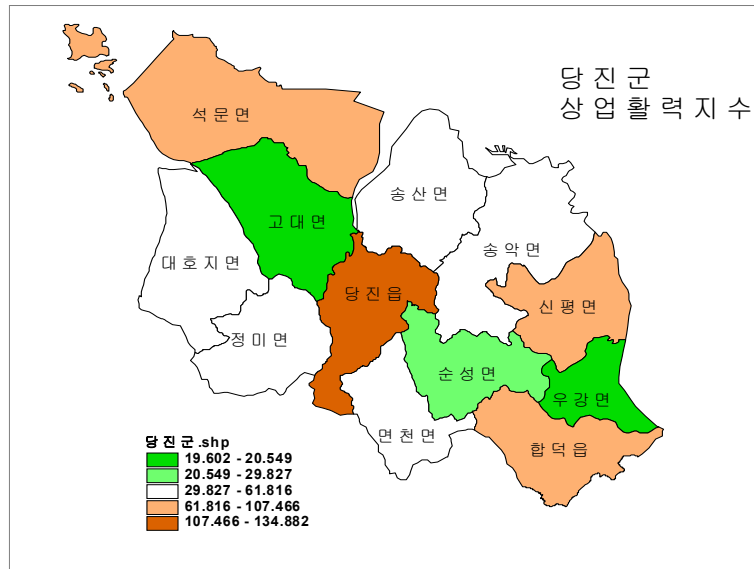 당진군
상업활력지수
석문면
송산면
고대면
송악면
대호지면
당진읍
신평면
정미면
순성면
우강면
면천면
합덕읍
당진군.shp
19.602 - 20.549
20.549 - 29.827
29.827 - 61.816
61.816 - 107.466
107.466 - 134.882